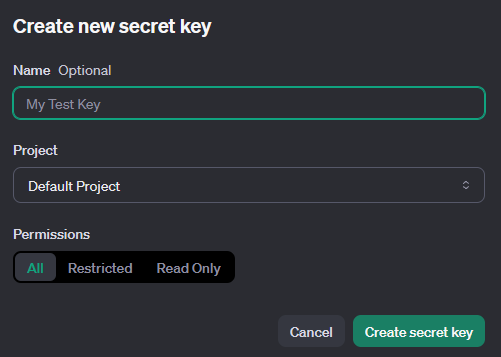 Create new secret key
Name Optional
My Test Key
Project
Default Project
Permissions
All Restricted Read Only
Cancel Create secret key